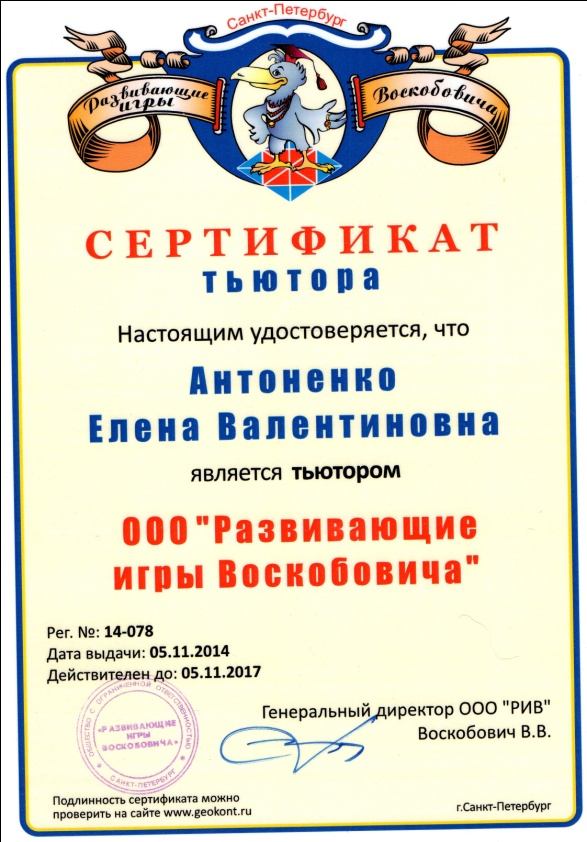 Санкт-Петербург
Развивающие
игры
Воскобовича
СЕРТИФИКАТ
тьютора
Настоящим удостоверяется, что
Антоненко
Елена Валентиновна
является тьютором
ООО "Развивающие
игры Воскобовича"
Рег. №: 14-078
Дата выдачи: 05.11.2014
Действителен до: 05.11.2017
Генеральный директор ООО "РИВ"
Воскобович В.В.
ОБЩЕСТВО С ОГРАНИЧЕННОЙ ОТВЕТСТВЕННОСТЬЮ
«РАЗВИВАЮЩИЕ
ИГРЫ
ВОСКОБОВИЧА»
САНКТ-ПЕТЕРБУРГ
Подлинность сертификата можно
проверить на сайте www.geokont.ru
г.Санкт-Петербург